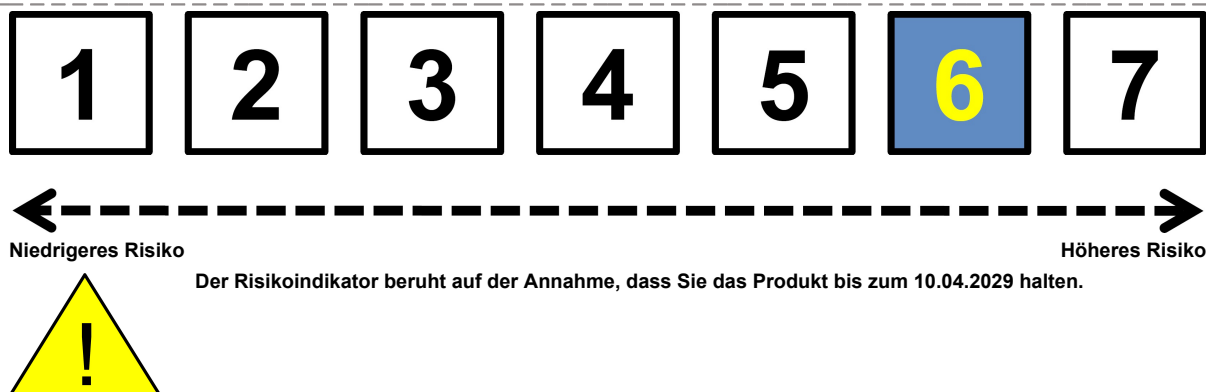 1 2 3 4 5 6 7
Niedrigeres Risiko Höheres Risiko
Der Risikoindikator beruht auf der Annahme, dass Sie das Produkt bis zum 10.04.2029 halten.
!